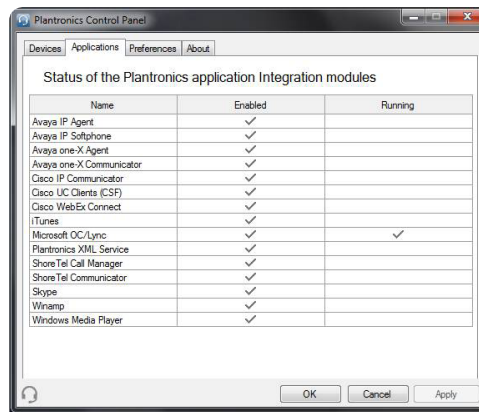 Plantronics Control Panel
Devices Applications Preferences About
Status of the Plantronics application Integration modules
Name Enabled Running
Avaya IP Agent
Avaya IP Softphone
Avaya one-X Agent
Avaya one-X Communicator
Cisco IP Communicator
Cisco UC Clients (CSF)
Cisco WebEx Connect
iTunes
Microsoft OC/Lync
Plantronics XML Service
ShoreTel Call Manager
ShoreTel Communicator
Skype
Winamp
Windows Media Player
OK Cancel Apply